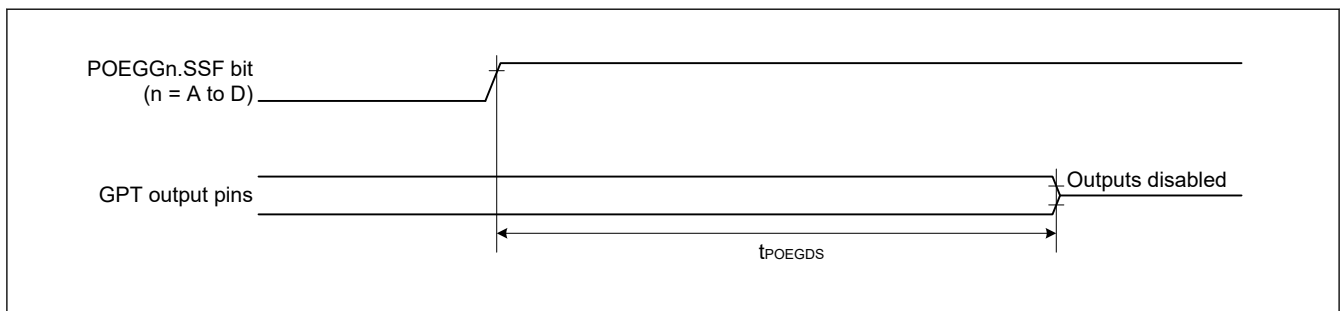 POEGGn.SSF bit
(n = A to D)
GPT output pins
Outputs disabled
tPOEGDS